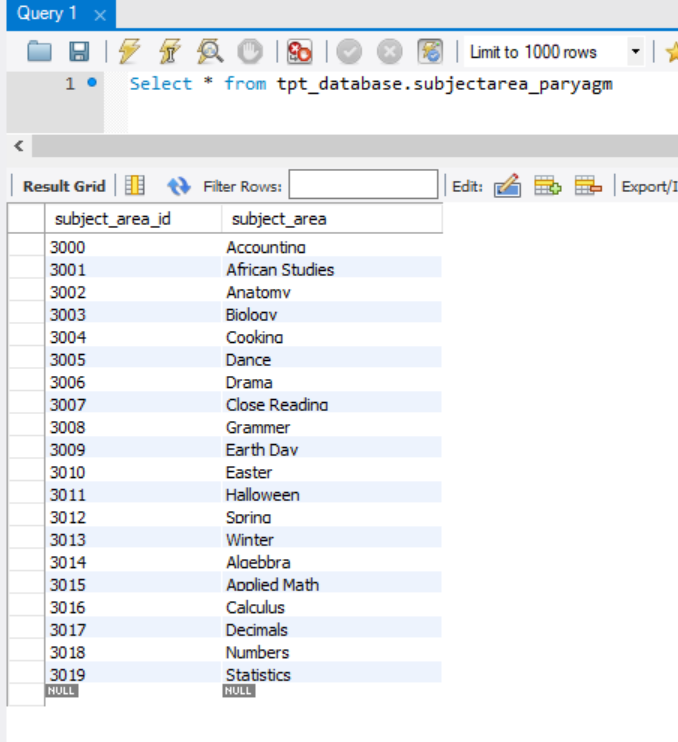 Query 1
Limit to 1000 rows
1 Select * from tpt_database.subjectarea_paryagm
Result Grid Filter Rows: Edit: Export/I
subject_area_id subject_area
3000 Accounting
3001 African Studies
3002 Anatomy
3003 Biology
3004 Cooking
3005 Dance
3006 Drama
3007 Close Reading
3008 Grammer
3009 Earth Day
3010 Easter
3011 Halloween
3012 Spring
3013 Winter
3014 Algebbra
3015 Applied Math
3016 Calculus
3017 Decimals
3018 Numbers
3019 Statistics
NULL NULL